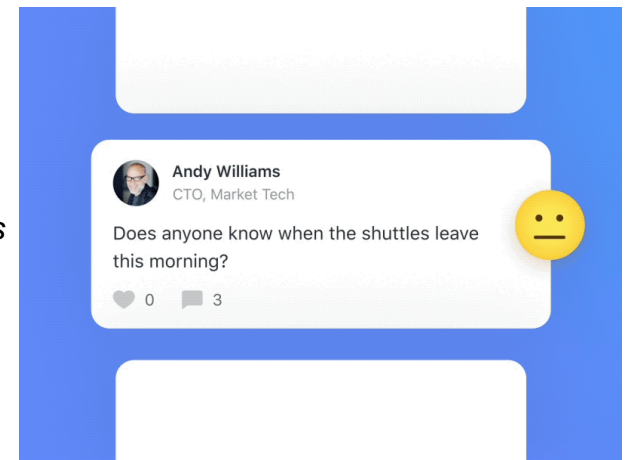 Andy Williams
CTO, Market Tech
s
Does anyone know when the shuttles leave
this morning?
0 3